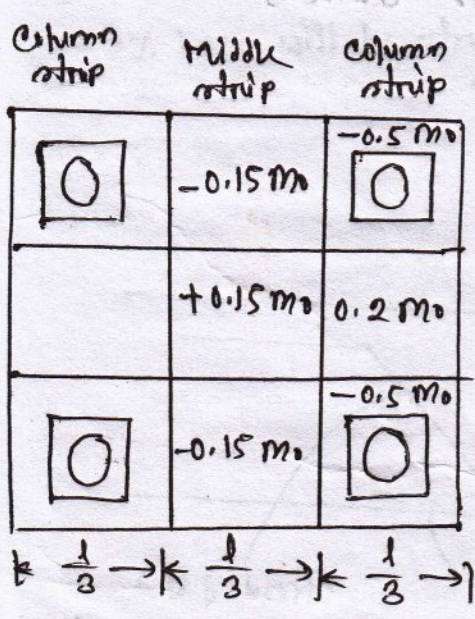 Column strip
Middle strip
column strip
-0.5 Mo
-0.15 Mo
+0.15 Mo
0.2 Mo
-0.5 Mo
-0.15 Mo
l/3
l/3
l/3